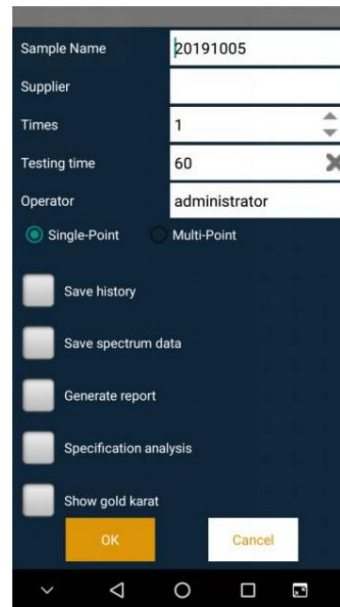 Sample Name 20191005
Supplier
Times 1
Testing time 60
Operator administrator
Single-Point Multi-Point
Save history
Save spectrum data
Generate report
Specification analysis
Show gold karat
OK Cancel